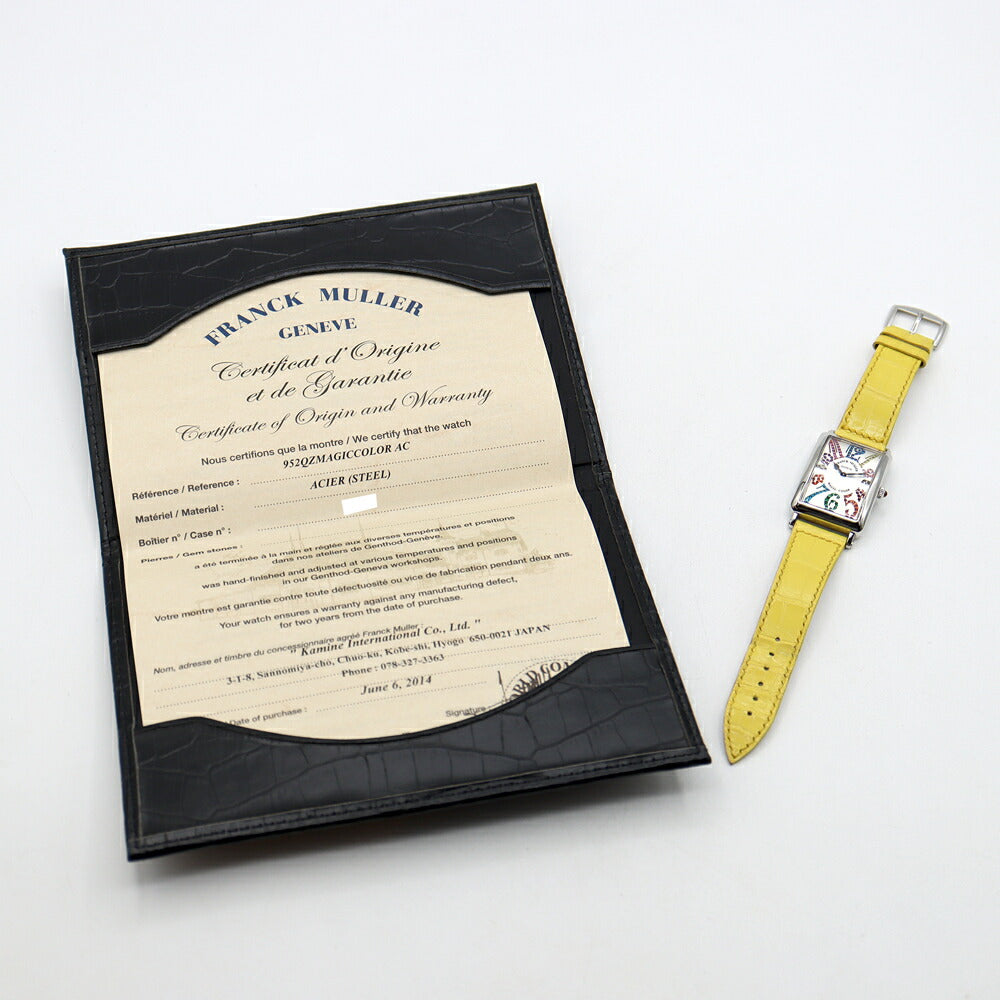 FRANCK MULLER
GENEVE
Certificat d'Origine
et de Garantie
Certificate of Origin and Warranty
Nous certifions que la montre / We certify that the watch
952QZMAGICCOLOR AC
Référence / Reference :
ACIER (STEEL)
Matériel / Material :
Boîtier n° / Case n° :
Pierres / Gem stones :
a été terminée à la main et réglée aux diverses températures et positions
dans nos ateliers de Genthod-Genève.
was hand-finished and adjusted at various temperatures and positions
in our Genthod-Geneva workshops.
Votre montre est garantie contre toute défectuosité ou vice de fabrication pendant deux ans.
Your watch ensures a warranty against any manufacturing defect,
for two years from the date of purchase.
Nom, adresse et timbre du concessionnaire agréé Franck Muller :
" Kamine International Co., Ltd. "
3-1-8, Sannomiya-cho, Chuo-ku, Kobe-shi, Hyogo 650-0021 JAPAN
Phone : 078-327-3363
June 6, 2014
Date of purchase :
Signature